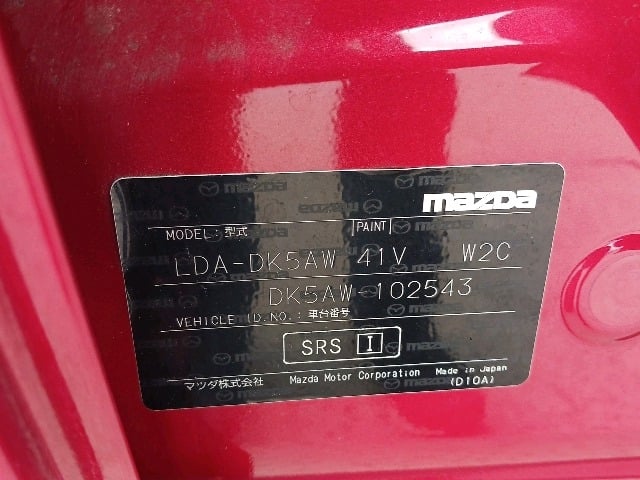 mazda
MODEL: 型式 PAINT
LDA-DK5AW 41V W2C
DK5AW-102543
VEHICLE I.D.NO.: 車台番号
SRS I
マツダ株式会社 Mazda Motor Corporation Made in Japan
(D10A)